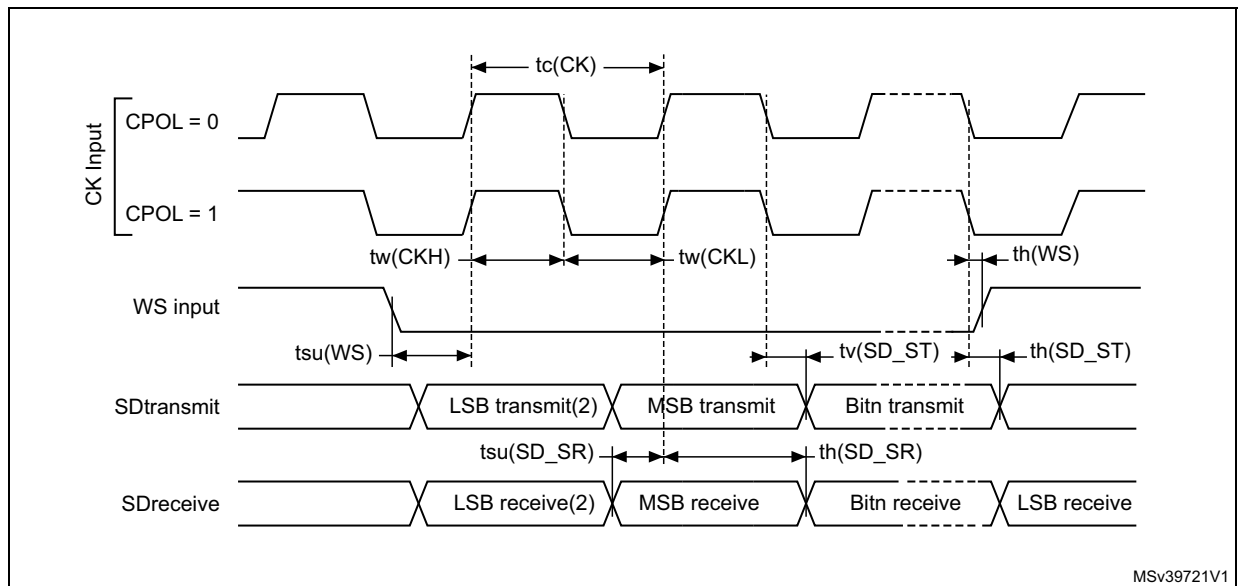 tc(CK)
CK Input
CPOL = 0
CPOL = 1
tw(CKH)
tw(CKL)
th(WS)
WS input
tsu(WS)
tv(SD_ST)
th(SD_ST)
SDtransmit
LSB transmit(2)
MSB transmit
Bitn transmit
tsu(SD_SR)
th(SD_SR)
SDreceive
LSB receive(2)
MSB receive
Bitn receive
LSB receive
MSv39721V1